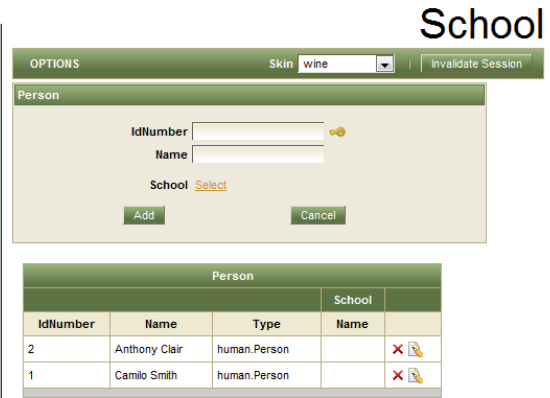 School
OPTIONS Skin wine | Invalidate Session
Person
IdNumber
Name
School Select
Add Cancel
Person
School
IdNumber Name Type Name
2 Anthony Clair human.Person
1 Camilo Smith human.Person